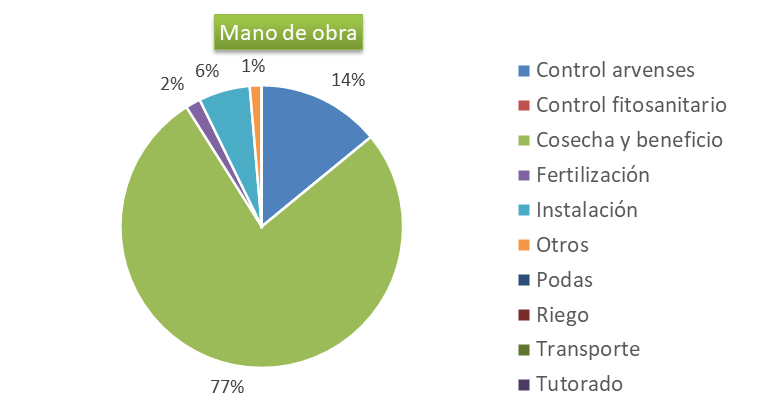 Mano de obra
1%
6%
2%
14%
77%
Control arvenses
Control fitosanitario
Cosecha y beneficio
Fertilización
Instalación
Otros
Podas
Riego
Transporte
Tutorado